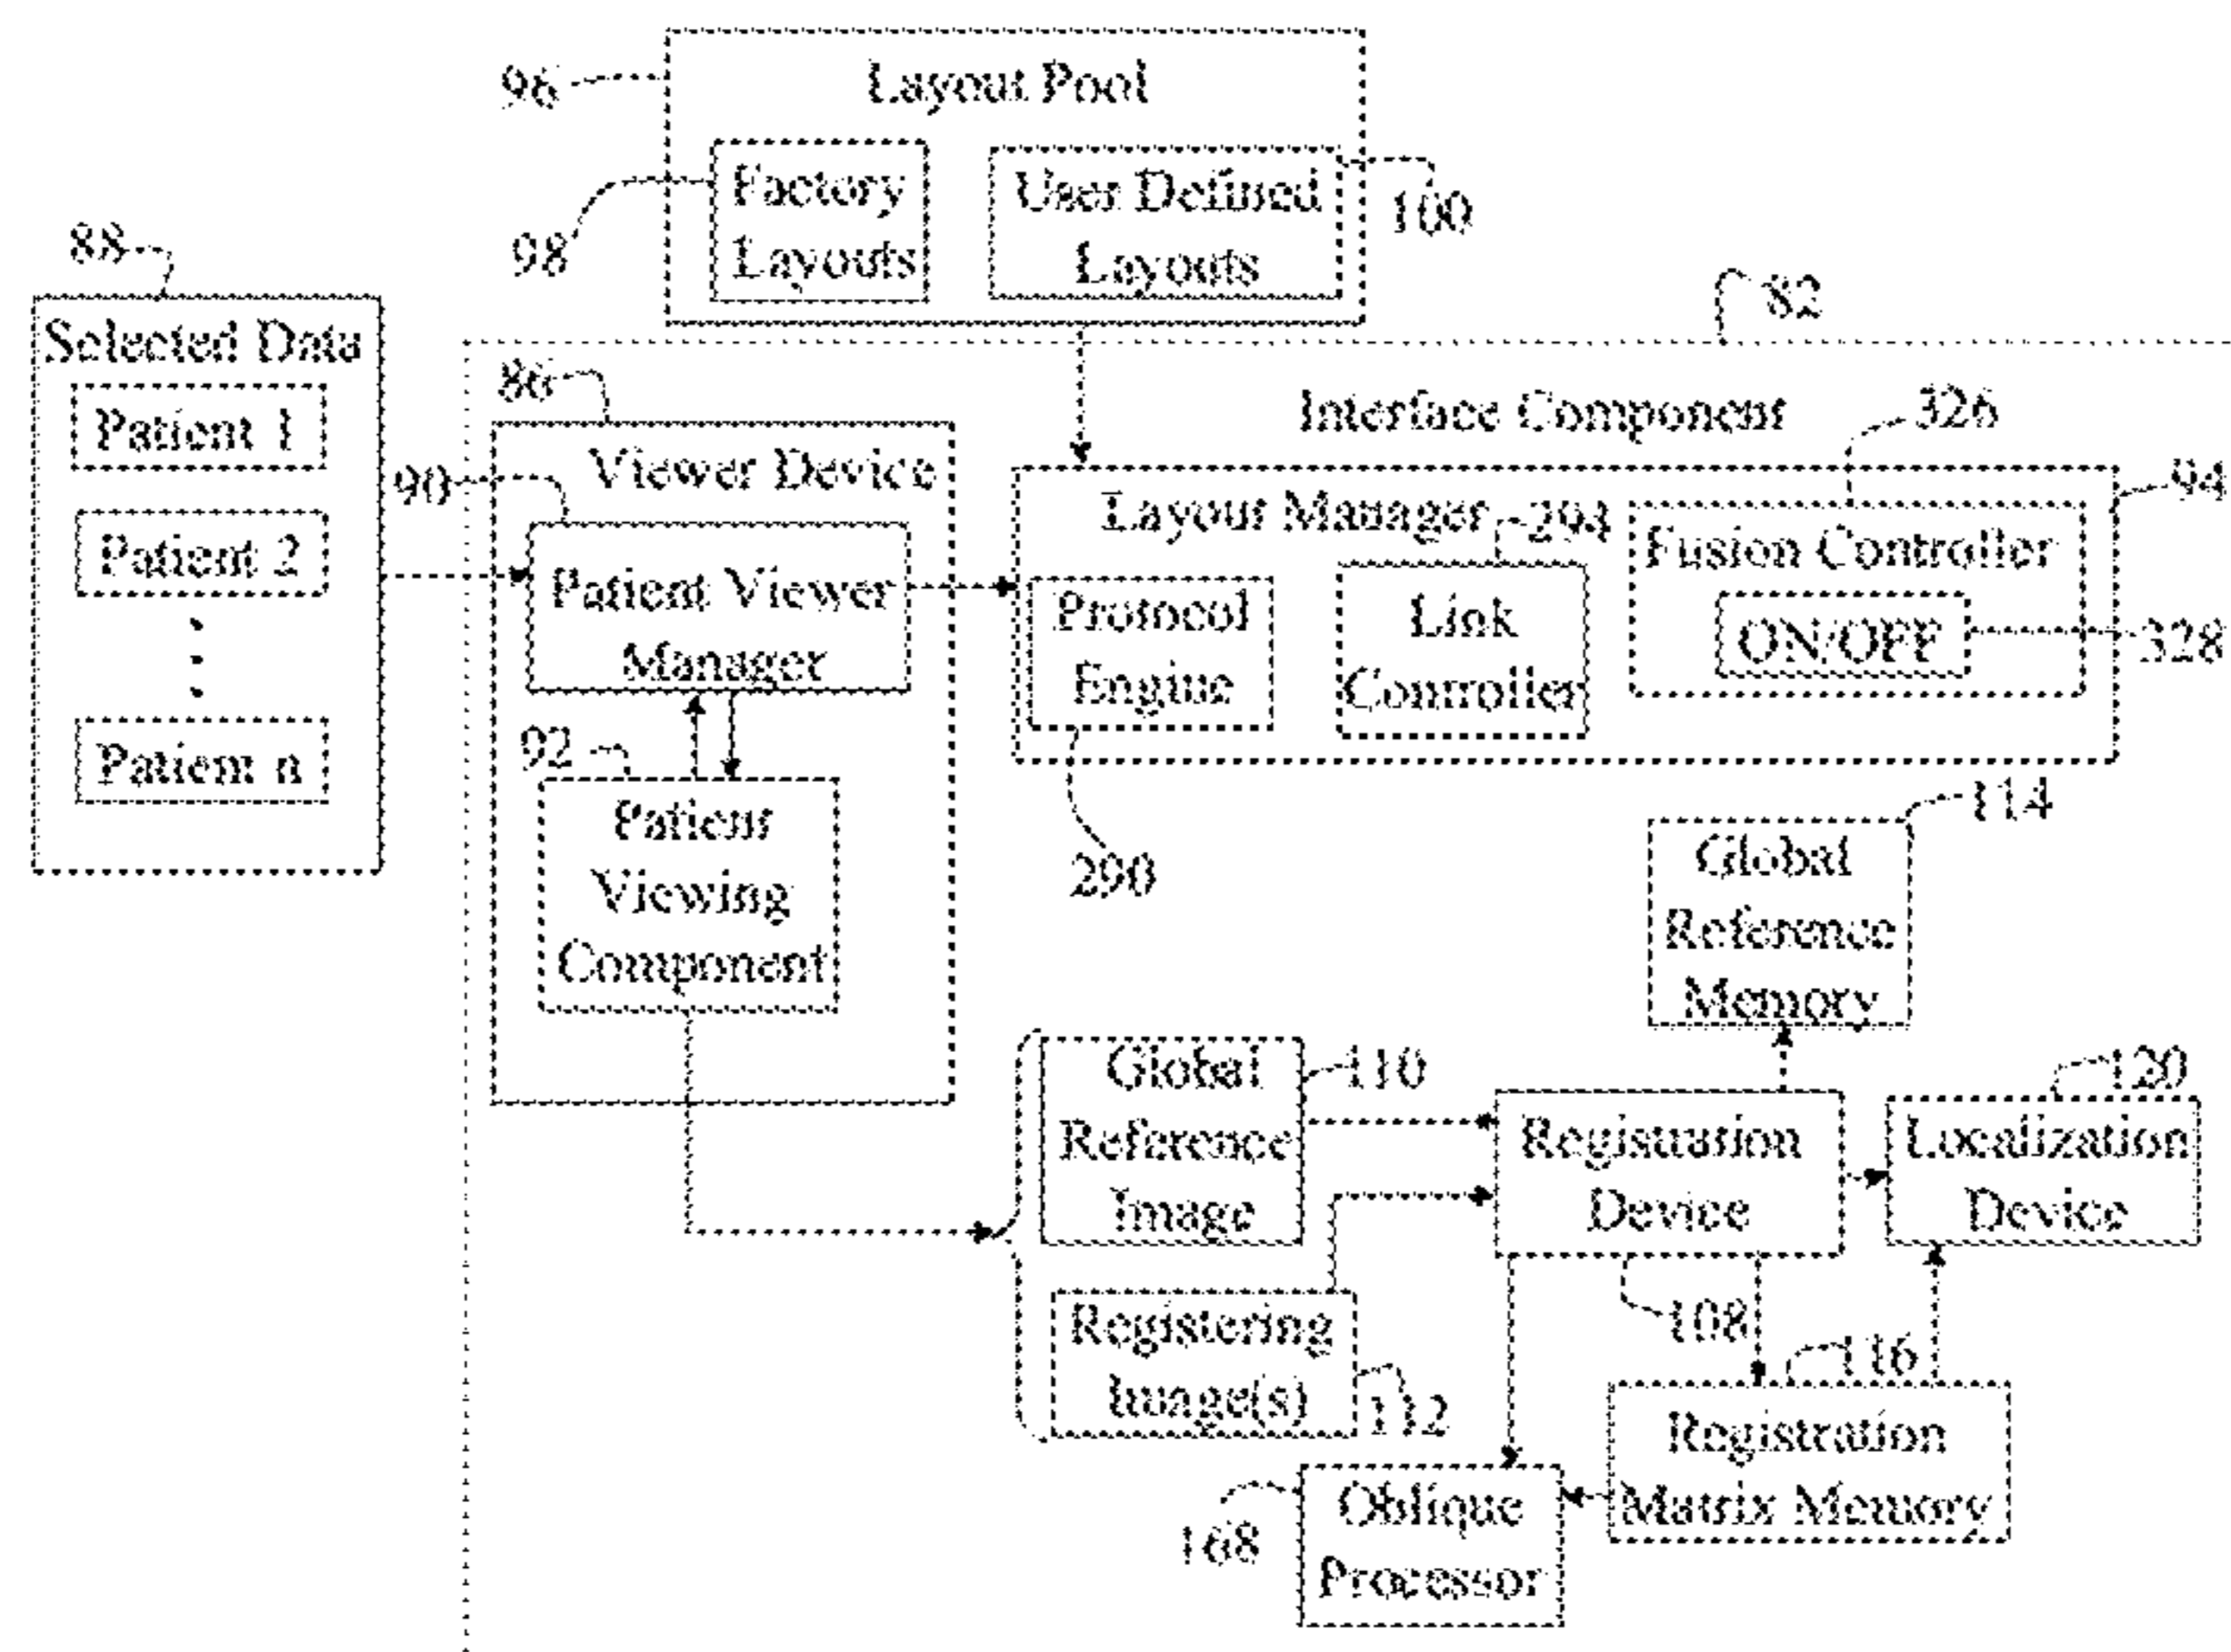 96
Layout Pool
Factory
Layouts
98
User Defined
Layouts
100
88
Selected Data
Patient 1
Patient 2
Patient n
82
Interface Component
86
Viewer Device
90
Patient Viewer
Manager
92
Patient
Viewing
Component
94
Layout Manager
Protocol
Engine
290
294
Link
Controller
326
Fusion Controller
ON/OFF
328
114
Global
Reference
Memory
Global
Reference
Image
110
Registering
Image(s)
112
Registration
Device
108
120
Localization
Device
116
Registration
Matrix Memory
168
Oblique
Processor